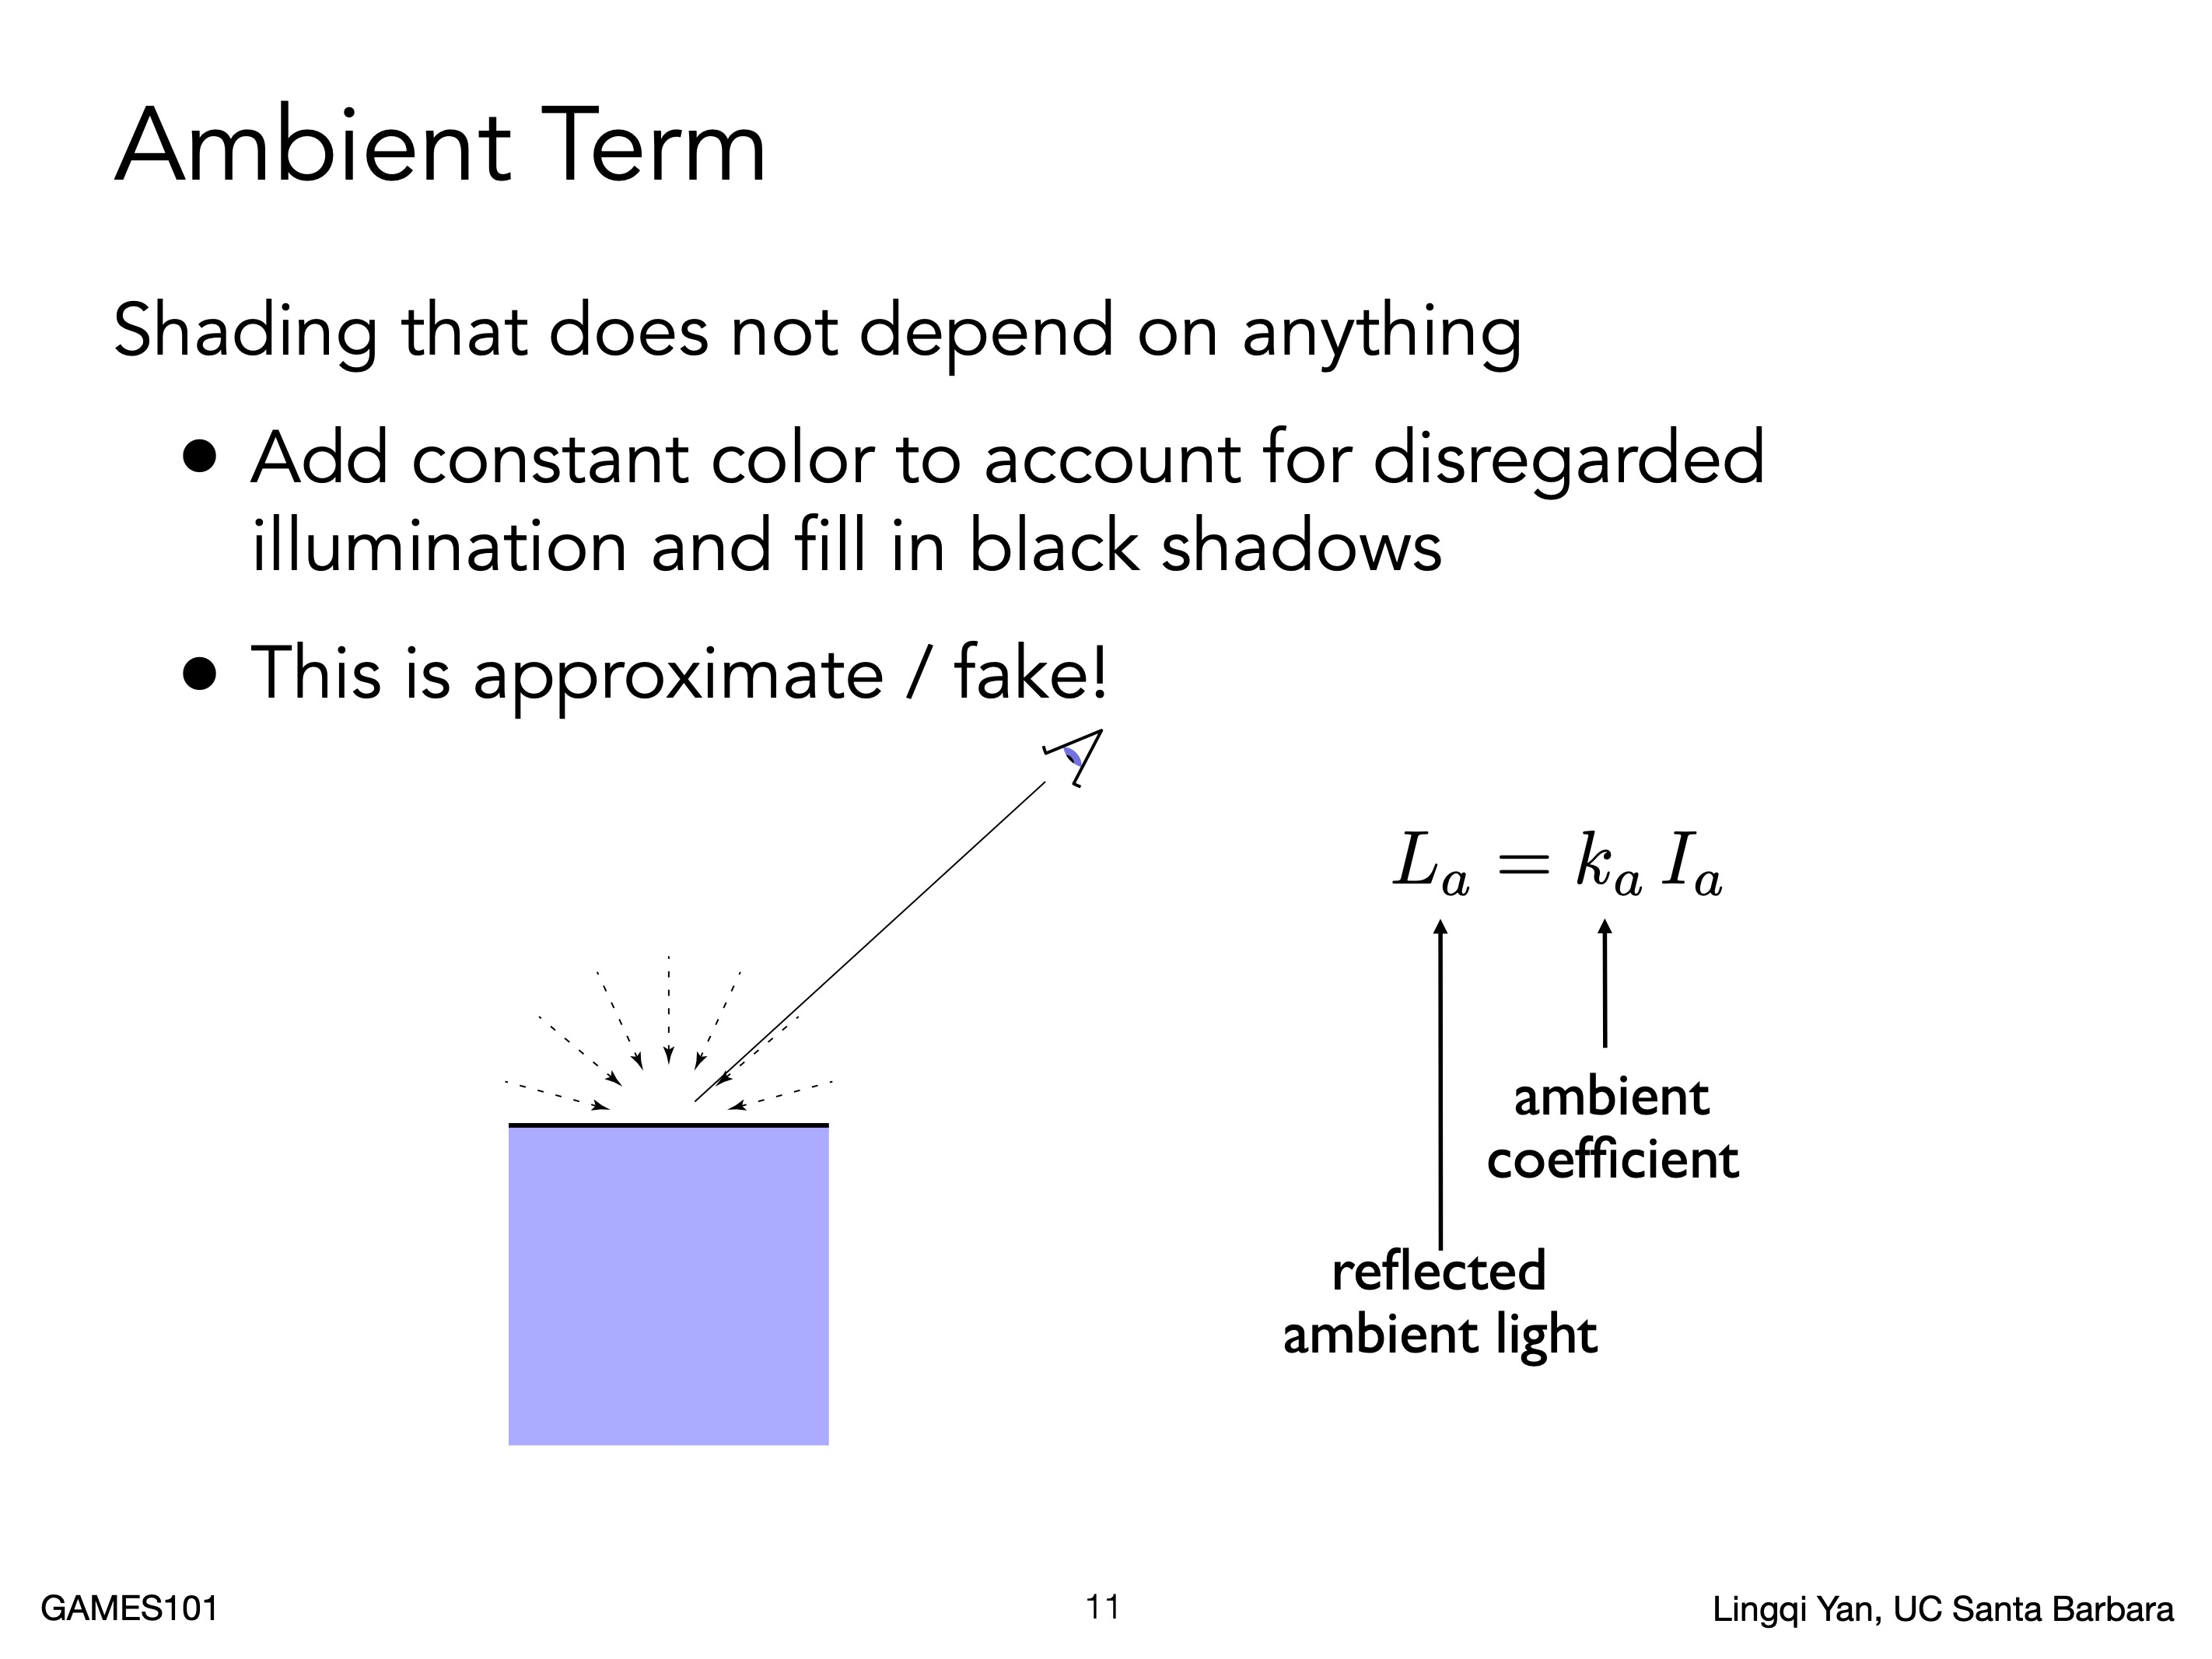 Ambient Term
Shading that does not depend on anything
● Add constant color to account for disregarded
illumination and fill in black shadows
● This is approximate / fake!
L_a = k_a I_a
ambient
coefficient
reflected
ambient light
GAMES101
11
Lingqi Yan, UC Santa Barbara